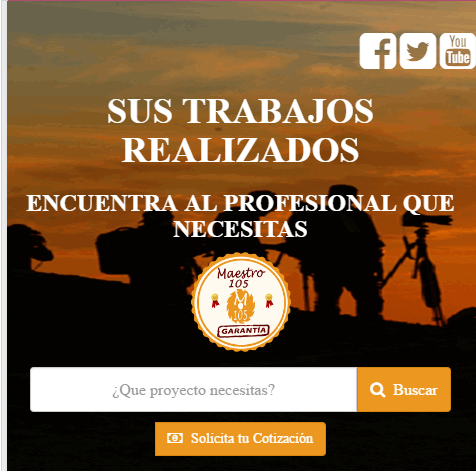 You
Tube
SUS TRABAJOS
REALIZADOS
ENCUENTRA AL PROFESIONAL QUE
NECESITAS
Maestro
105
M
105
GARANTÍA
¿Que proyecto necesitas?
Buscar
Solicita tu Cotización